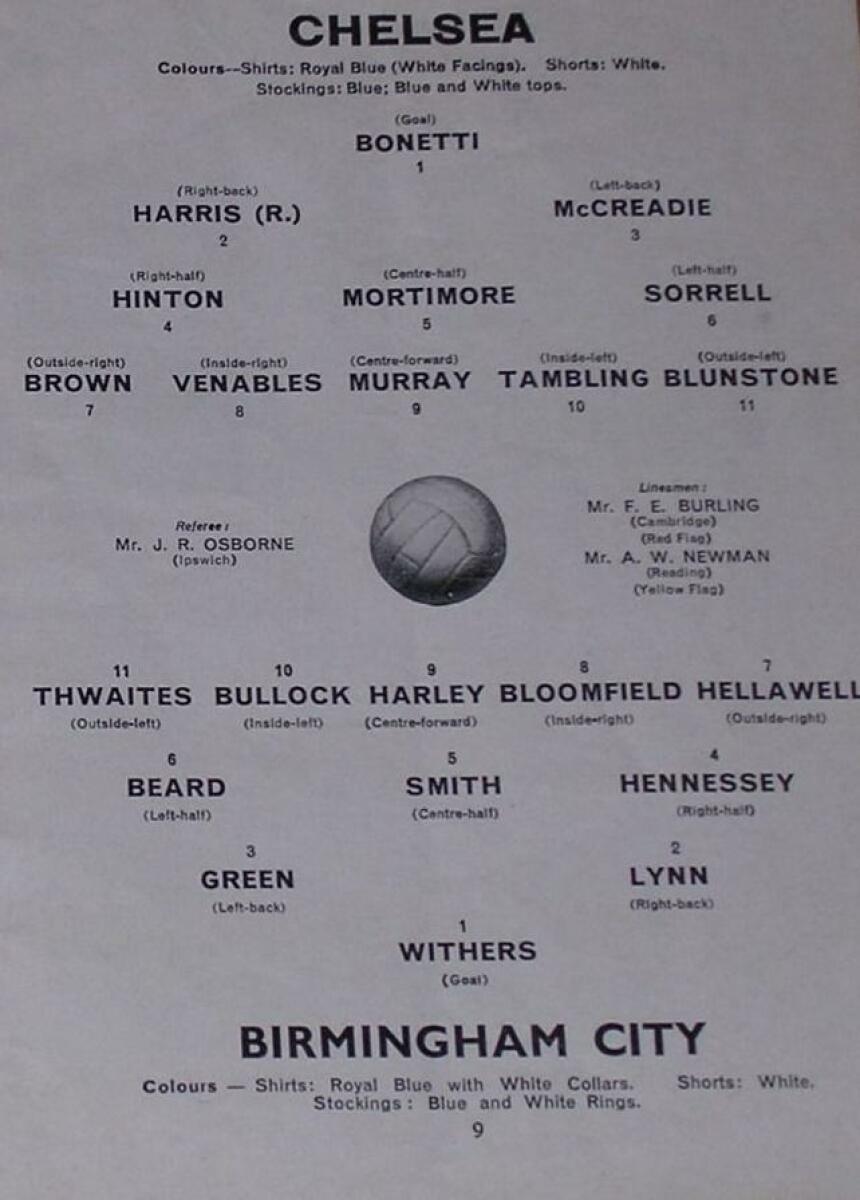 CHELSEA
Colours--Shirts: Royal Blue (White Facings). Shorts: White.
Stockings: Blue; Blue and White tops.
(Goal)
BONETTI
1
(Right-back) (Left-back)
HARRIS (R.) McCREADIE
2 3
(Right-half) (Centre-half) (Left-half)
HINTON MORTIMORE SORRELL
4 5 6
(Outside-right) (Inside-right) (Centre-forward) (Inside-left) (Outside-left)
BROWN VENABLES MURRAY TAMBLING BLUNSTONE
7 8 9 10 11
Referee:
Mr. J. R. OSBORNE
(Ipswich)
Linesmen:
Mr. F. E. BURLING
(Cambridge)
(Red Flag)
Mr. A. W. NEWMAN
(Reading)
(Yellow Flag)
11 10 9 8 7
THWAITES BULLOCK HARLEY BLOOMFIELD HELLAWELL
(Outside-left) (Inside-left) (Centre-forward) (Inside-right) (Outside-right)
6 5 4
BEARD SMITH HENNESSEY
(Left-half) (Centre-half) (Right-half)
3 2
GREEN LYNN
(Left-back) (Right-back)
1
WITHERS
(Goal)
BIRMINGHAM CITY
Colours — Shirts: Royal Blue with White Collars. Shorts: White.
Stockings: Blue and White Rings.
9